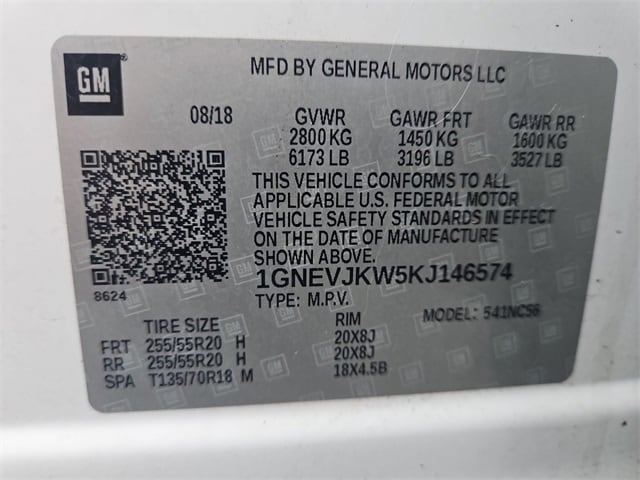 GM
MFD BY GENERAL MOTORS LLC
08/18 GVWR GAWR FRT GAWR RR
2800 KG 1450 KG 1600 KG
6173 LB 3196 LB 3527 LB
THIS VEHICLE CONFORMS TO ALL
APPLICABLE U.S. FEDERAL MOTOR
VEHICLE SAFETY STANDARDS IN EFFECT
ON THE DATE OF MANUFACTURE
SHOWN ABOVE.
1GNEVJKW5KJ146574
8624
TYPE: M.P.V. MODEL: 541NC56
TIRE SIZE RIM
FRT 255/55R20 H 20X8J
RR 255/55R20 H 20X8J
SPA T135/70R18 M 18X4.5B